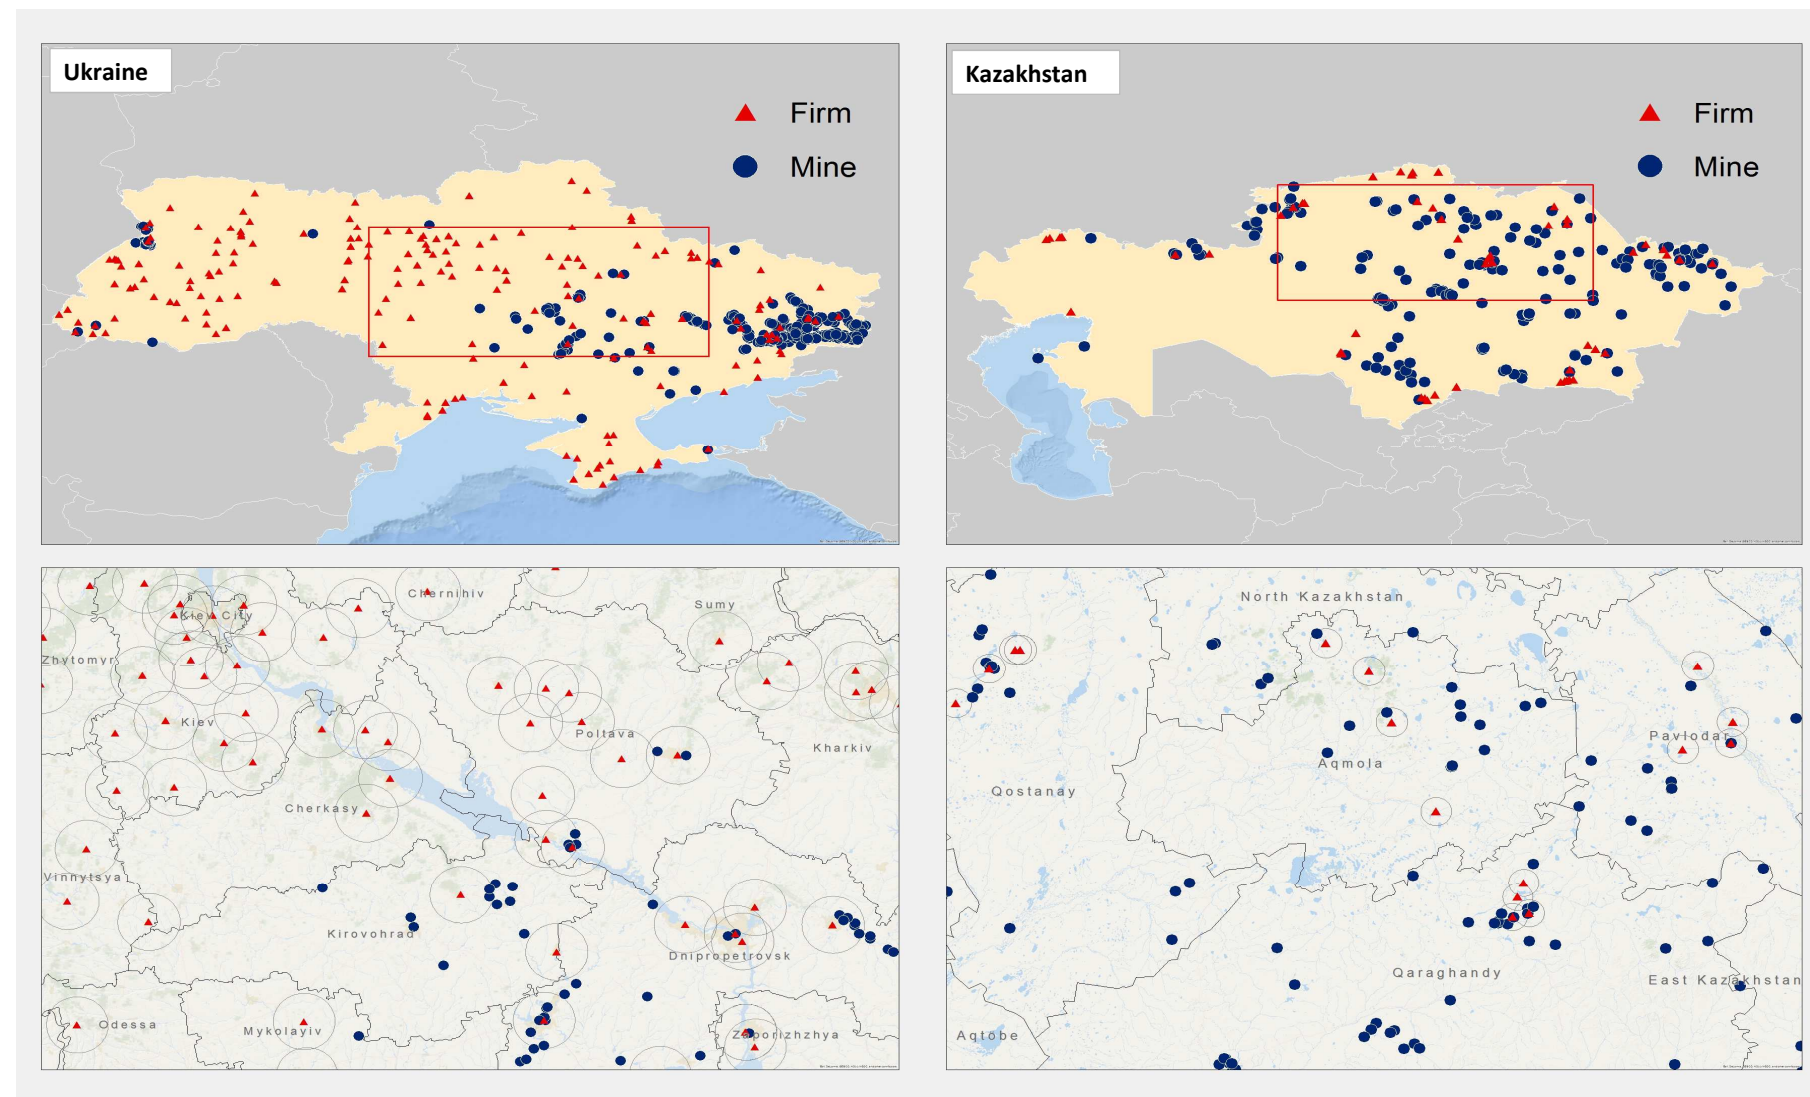 Ukraine
Firm
Mine
Kazakhstan
Firm
Mine
Chernihiv
Sumy
Kiev City
Zhytomyr
Kiev
Poltava
Kharkiv
Cherkasy
Vinnytsya
Kirovohrad
Dnipropetrovsk
Odessa
Mykolayiv
Zaporizhzhya
North Kazakhstan
Pavlodar
Aqmola
Qostanay
Qaraghandy
East Kazakhstan
Aqtobe